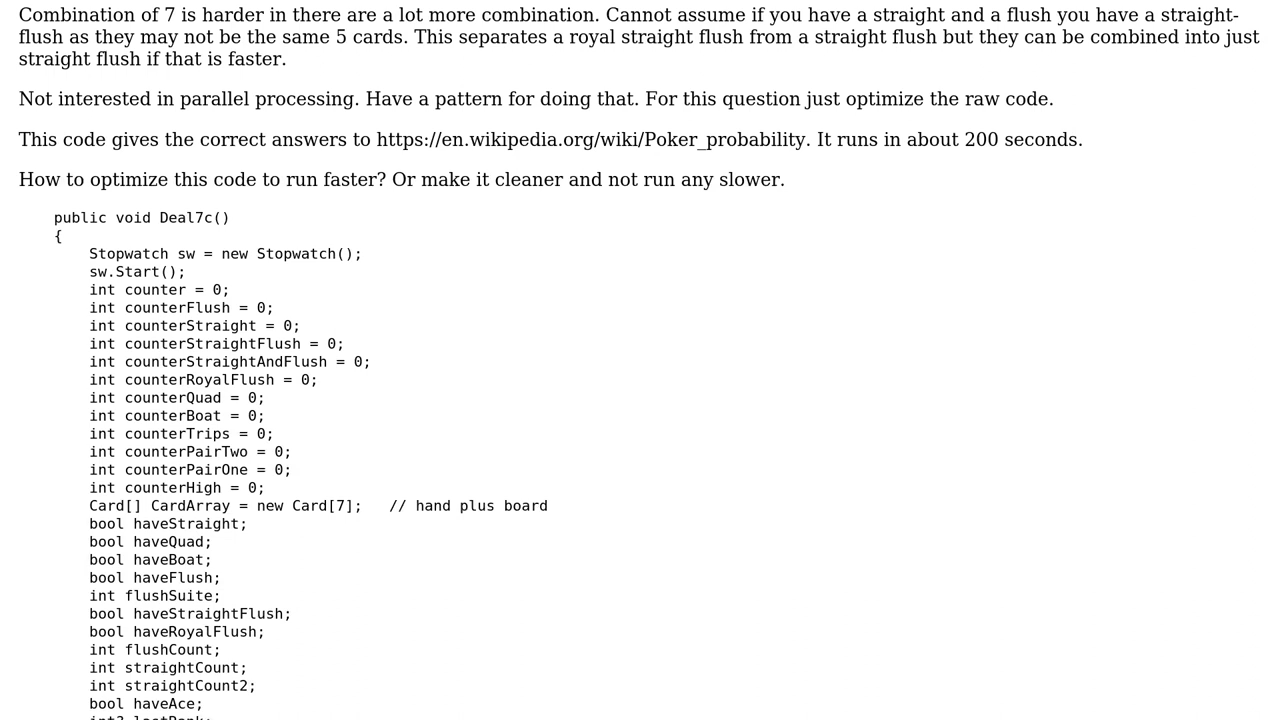 Combination of 7 is harder in there are a lot more combination. Cannot assume if you have a straight and a flush you have a straight-
flush as they may not be the same 5 cards. This separates a royal straight flush from a straight flush but they can be combined into just
straight flush if that is faster.
Not interested in parallel processing. Have a pattern for doing that. For this question just optimize the raw code.
This code gives the correct answers to https://en.wikipedia.org/wiki/Poker_probability. It runs in about 200 seconds.
How to optimize this code to run faster? Or make it cleaner and not run any slower.
public void Deal7c()
{
Stopwatch sw = new Stopwatch();
sw.Start();
int counter = 0;
int counterFlush = 0;
int counterStraight = 0;
int counterStraightFlush = 0;
int counterStraightAndFlush = 0;
int counterRoyalFlush = 0;
int counterQuad = 0;
int counterBoat = 0;
int counterTrips = 0;
int counterPairTwo = 0;
int counterPairOne = 0;
int counterHigh = 0;
Card[] CardArray = new Card[7];   // hand plus board
bool haveStraight;
bool haveQuad;
bool haveBoat;
bool haveFlush;
int flushSuite;
bool haveStraightFlush;
bool haveRoyalFlush;
int flushCount;
int straightCount;
int straightCount2;
bool haveAce;
int? lastRank;